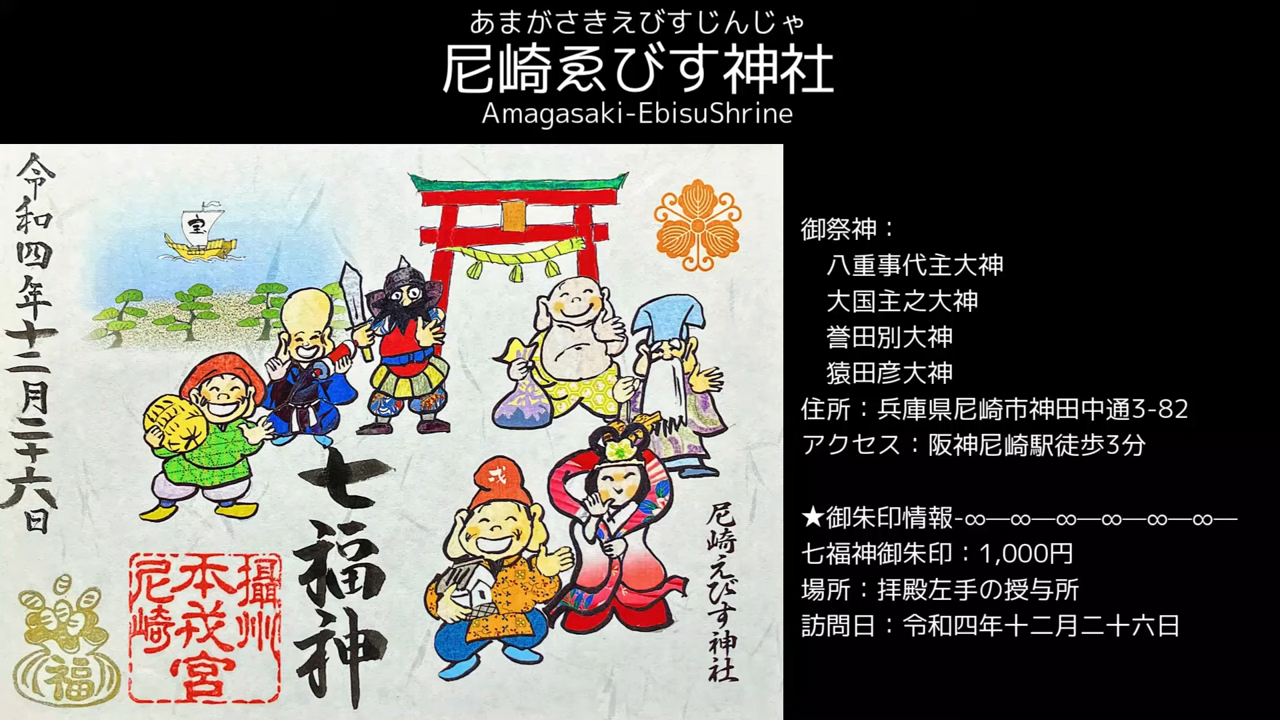 あまがさきえびすじんじゃ
尼崎ゑびす神社
Amagasaki-EbisuShrine
令和四年十二月二十六日
宝
七福神
戎
尼崎えびす神社
攝州
本戎宮
尼崎
福
御祭神：
八重事代主大神
大国主之大神
誉田別大神
猿田彦大神
住所：兵庫県尼崎市神田中通3-82
アクセス：阪神尼崎駅徒歩3分
★御朱印情報-∞—∞—∞—∞—∞—∞—
七福神御朱印：1,000円
場所：拝殿左手の授与所
訪問日：令和四年十二月二十六日